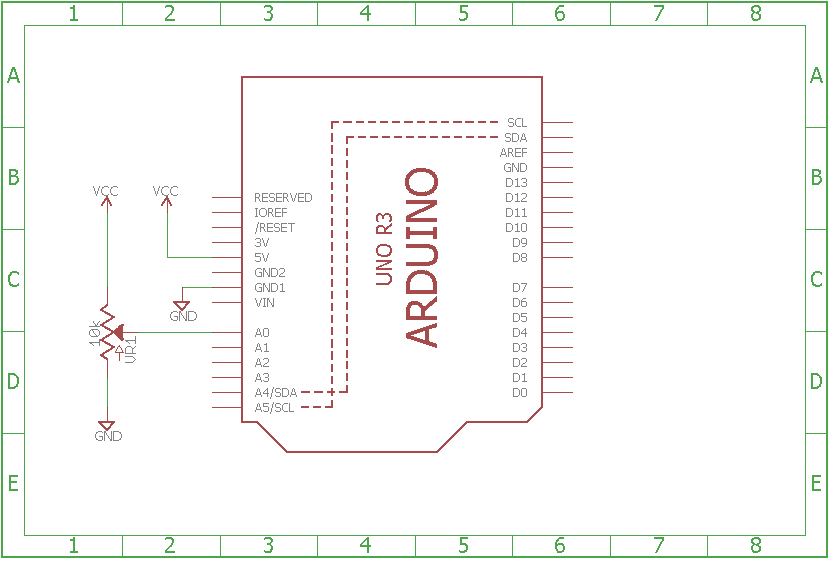 1 2 3 4 5 6 7 8
A A
B B
C C
D D
E E
VCC VCC
10k
VR1
GND
GND
RESERVED
IOREF
/RESET
3V
5V
GND2
GND1
VIN
A0
A1
A2
A3
A4/SDA
A5/SCL
UNO R3
ARDUINO
SCL
SDA
AREF
GND
D13
D12
D11
D10
D9
D8
D7
D6
D5
D4
D3
D2
D1
D0
1 2 3 4 5 6 7 8